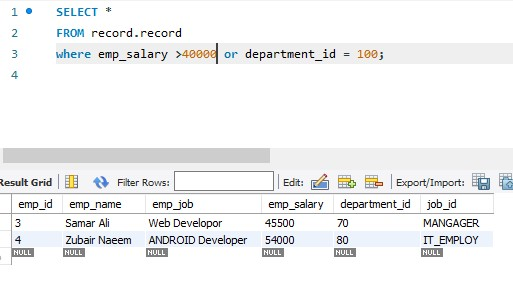 1 SELECT *
2 FROM record.record
3 where emp_salary >40000 or department_id = 100;
4
Result Grid Filter Rows: Edit: Export/Import:
emp_id emp_name emp_job emp_salary department_id job_id
3 Samar Ali Web Developor 45500 70 MANGAGER
4 Zubair Naeem ANDROID Developer 54000 80 IT_EMPLOY
NULL NULL NULL NULL NULL NULL